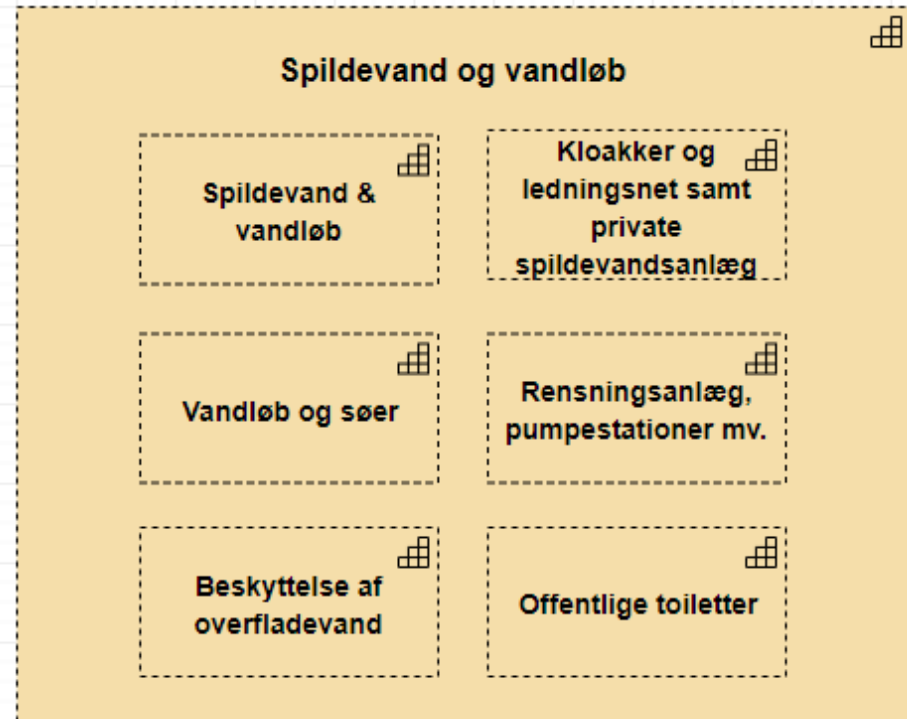 Spildevand og vandløb
Spildevand &
vandløb
Kloakker og
ledningsnet samt
private
spildevandsanlæg
Vandløb og søer
Rensningsanlæg,
pumpestationer mv.
Beskyttelse af
overfladevand
Offentlige toiletter